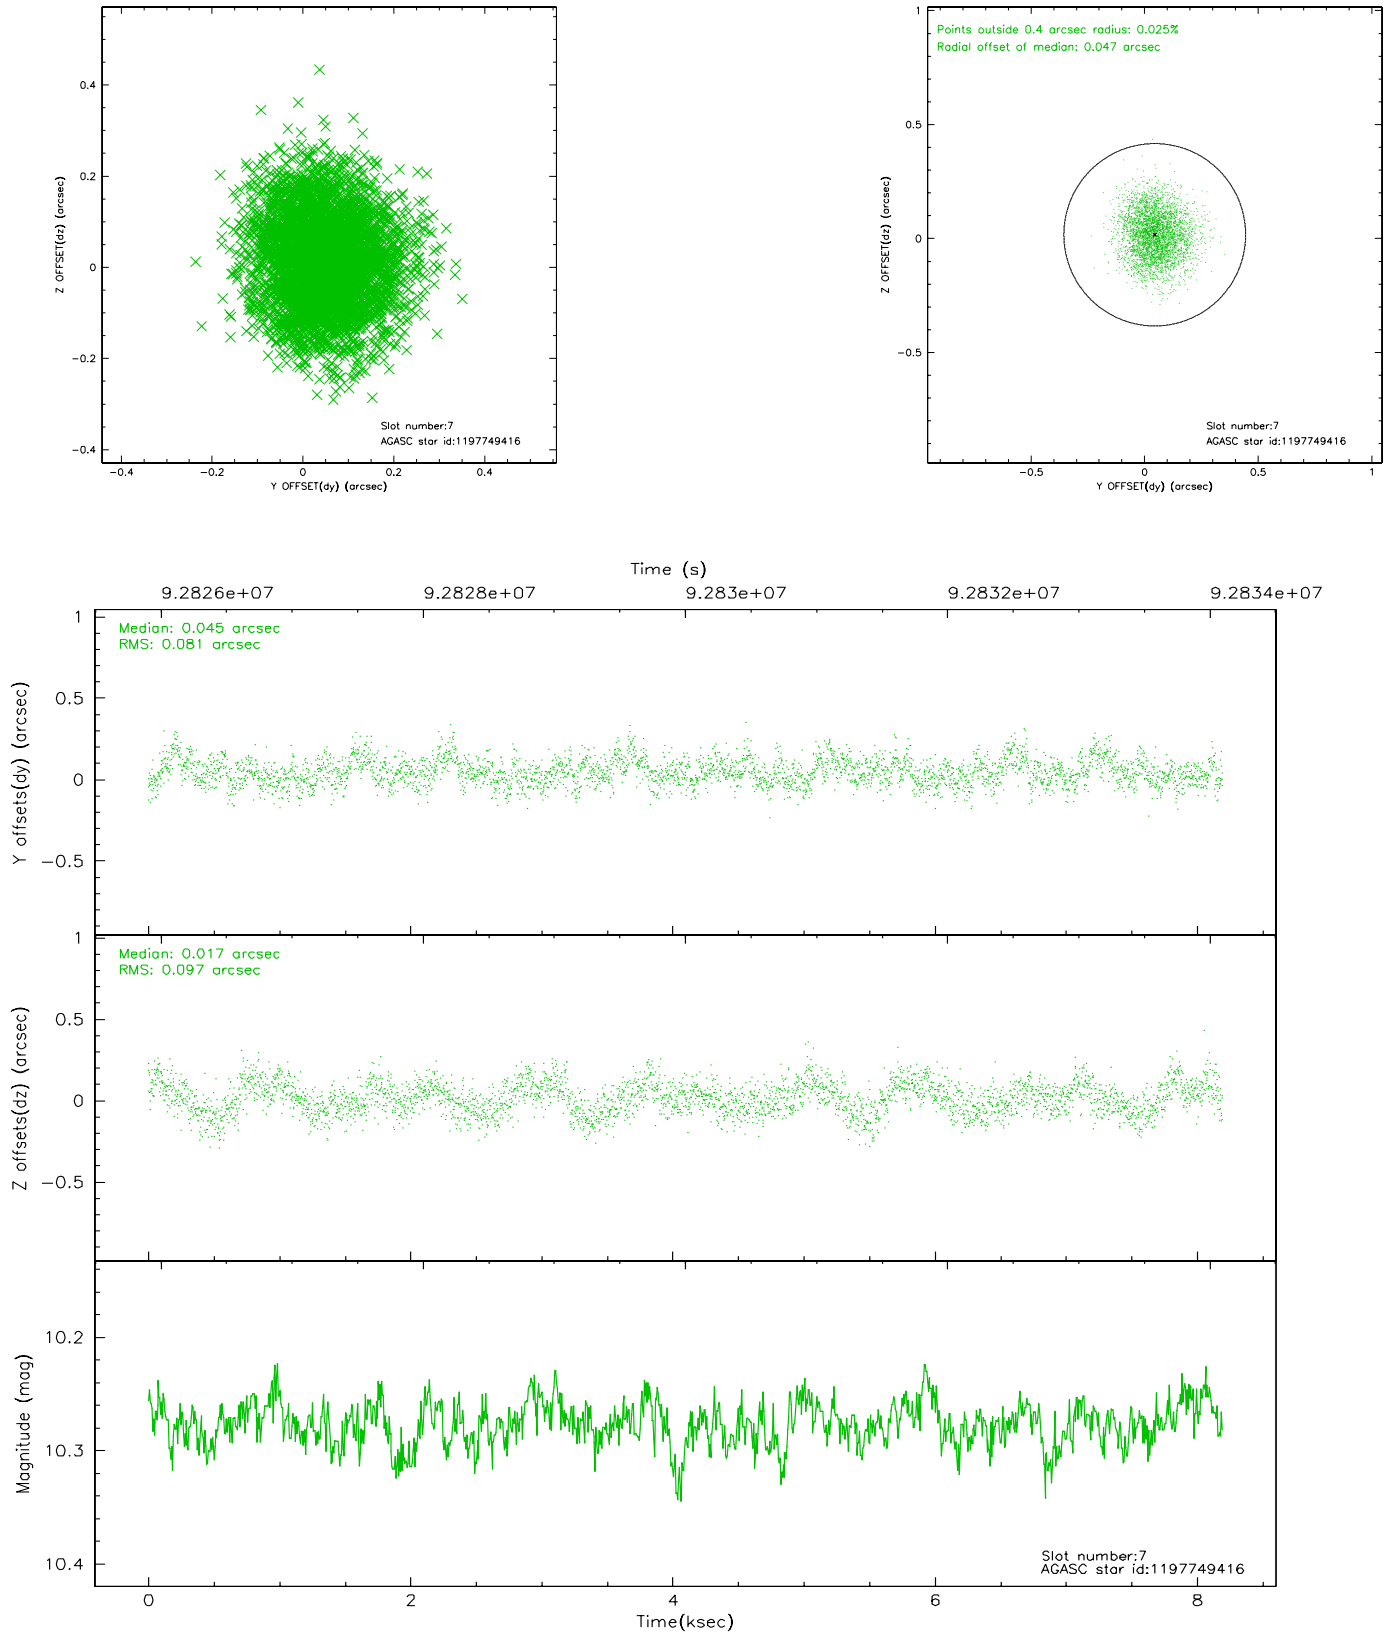 0.4
0.2
0
−0.2
−0.4
Z OFFSET(dz) (arcsec)
−0.4 −0.2 0 0.2 0.4
Y OFFSET(dy) (arcsec)
Slot number:7
AGASC star id:1197749416
Points outside 0.4 arcsec radius: 0.025%
Radial offset of median: 0.047 arcsec
1
0.5
0
−0.5
Z OFFSET(dz) (arcsec)
−0.5 0 0.5 1
Y OFFSET(dy) (arcsec)
Slot number:7
AGASC star id:1197749416
Time (s)
9.2826e+07 9.2828e+07 9.283e+07 9.2832e+07 9.2834e+07
Median: 0.045 arcsec
RMS: 0.081 arcsec
1
0.5
0
−0.5
Y offsets(dy) (arcsec)
Median: 0.017 arcsec
RMS: 0.097 arcsec
1
0.5
0
−0.5
Z offsets(dz) (arcsec)
10.2
10.3
10.4
Magnitude (mag)
Slot number:7
AGASC star id:1197749416
0 2 4 6 8
Time(ksec)